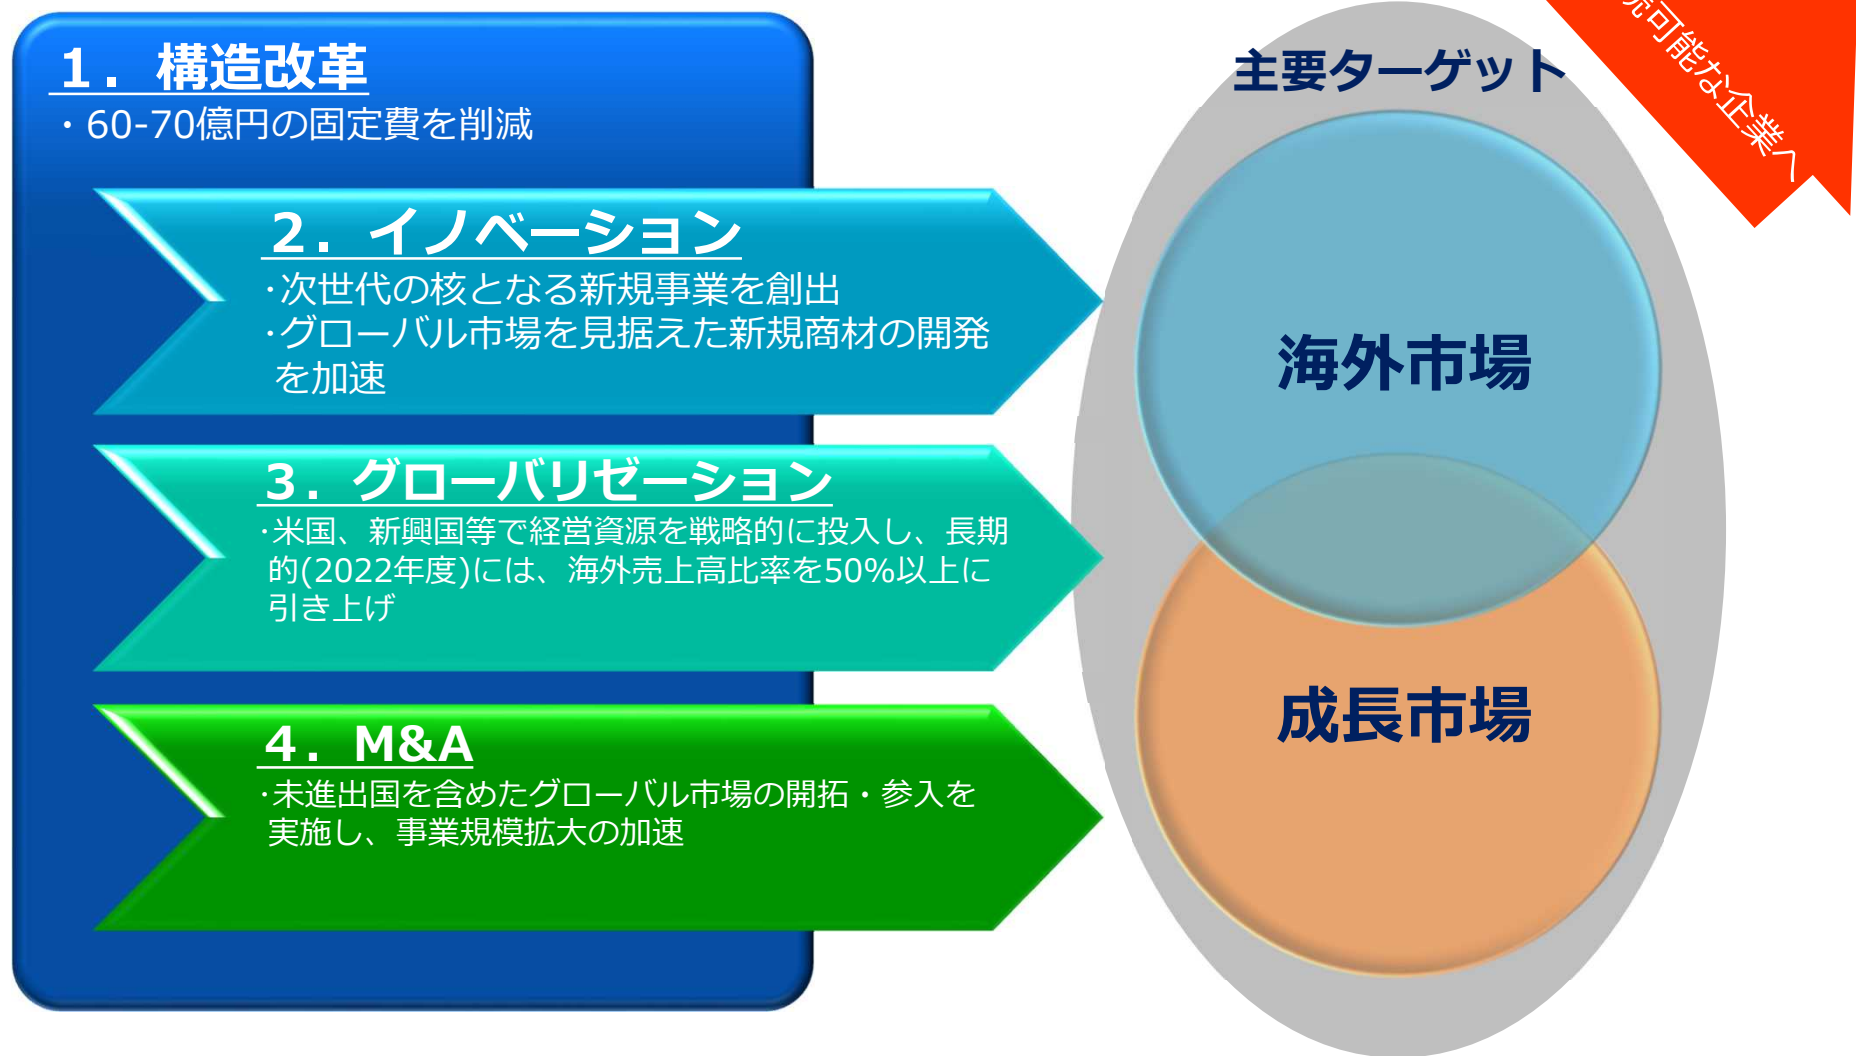 １．構造改革
・60-70億円の固定費を削減
２．イノベーション
･次世代の核となる新規事業を創出
･グローバル市場を見据えた新規商材の開発
を加速
３．グローバリゼーション
･米国、新興国等で経営資源を戦略的に投入し、長期
的(2022年度)には、海外売上高比率を50%以上に
引き上げ
４．M&A
･未進出国を含めたグローバル市場の開拓・参入を
実施し、事業規模拡大の加速
主要ターゲット
海外市場
成長市場
続可能な企業へ